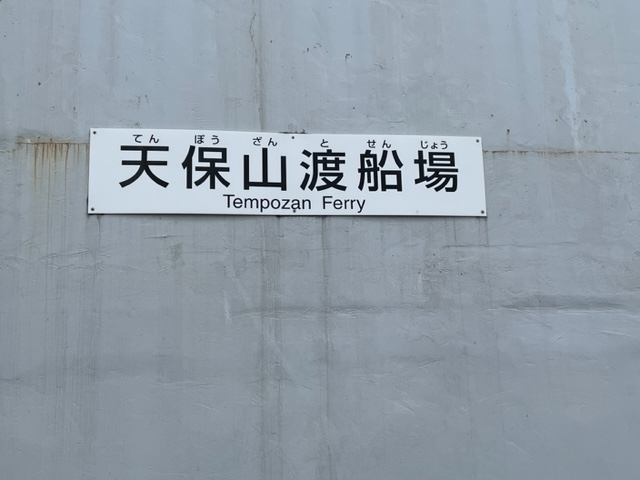 てん ぽう ざん と せん じょう
天保山渡船場
Tempozan Ferry